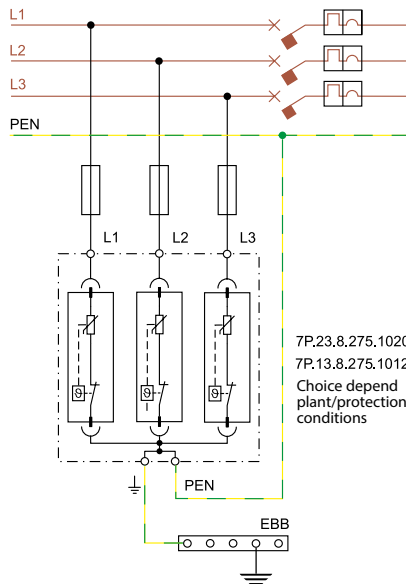 L1
L2
L3
PEN
L1 L2 L3
7P.23.8.275.1020
7P.13.8.275.1012
Choice depend
plant/protection
conditions
ϑ ϑ ϑ
PEN
EBB